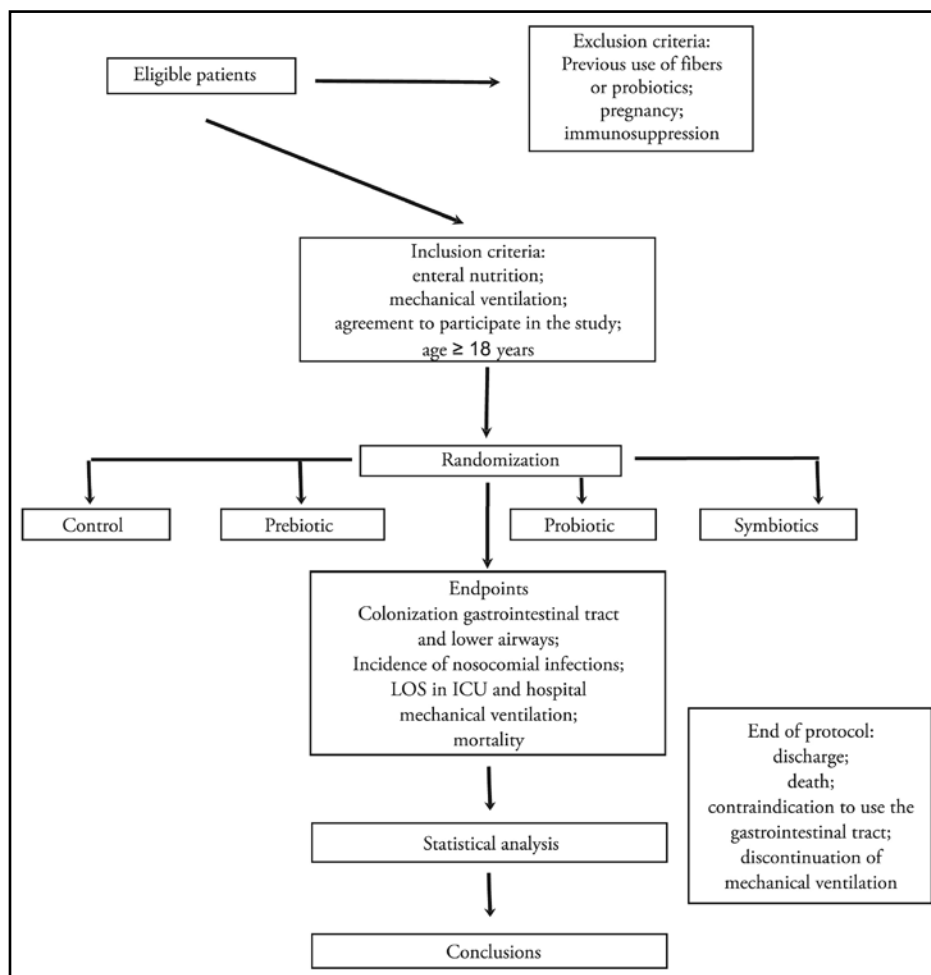 Eligible patients
Exclusion criteria:
Previous use of fibers
or probiotics;
pregnancy;
immunosuppression
Inclusion criteria:
enteral nutrition;
mechanical ventilation;
agreement to participate in the study;
age ≥ 18 years
Randomization
Control
Prebiotic
Probiotic
Symbiotics
Endpoints
Colonization gastrointestinal tract
and lower airways;
Incidence of nosocomial infections;
LOS in ICU and hospital
mechanical ventilation;
mortality
End of protocol:
discharge;
death;
contraindication to use the
gastrointestinal tract;
discontinuation of
mechanical ventilation
Statistical analysis
Conclusions